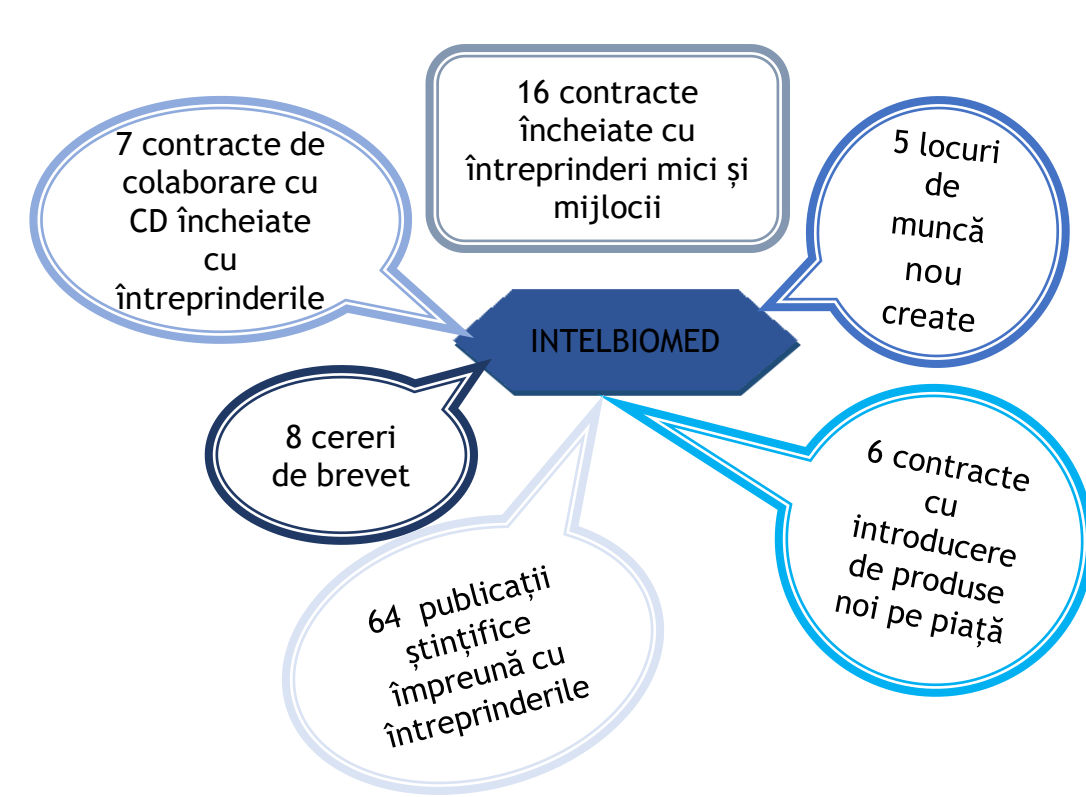 16 contracte
încheiate cu
întreprinderi mici și
mijlocii
7 contracte de
colaborare cu
CD încheiate
cu
întreprinderile
5 locuri
de
muncă
nou
create
INTELBIOMED
8 cereri
de brevet
6 contracte
cu
introducere
de produse
noi pe piață
64 publicații
ștințifice
împreună cu
întreprinderile